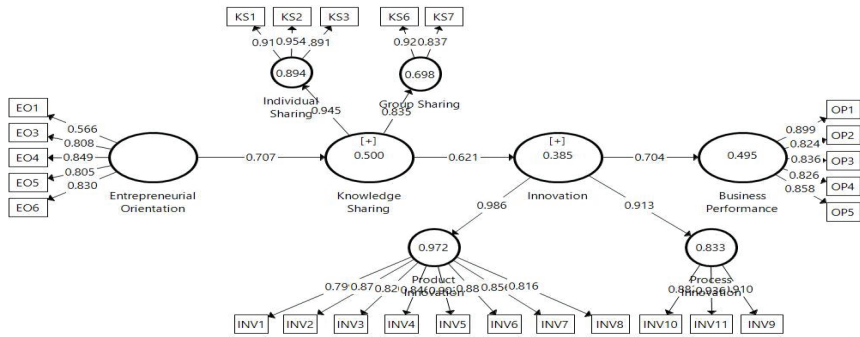 KS1 KS2 KS3 KS6 KS7
0.954 .891 0.837
0.894 0.698
Individual Sharing
Group Sharing
0.945 0.835
EO1
EO3
EO4
EO5
EO6
0.566
0.808
0.849
0.805
0.830
Entrepreneurial
Orientation
0.707
[+]
0.500
Knowledge
Sharing
0.621
[+]
0.385
Innovation
0.704
0.495
Business
Performance
0.899
0.824
0.836
0.826
0.858
OP1
OP2
OP3
OP4
OP5
0.986 0.913
0.972 0.833
Product
Innovation
Process
Innovation
0.816 .910
INV1 INV2 INV3 INV4 INV5 INV6 INV7 INV8 INV10 INV11 INV9